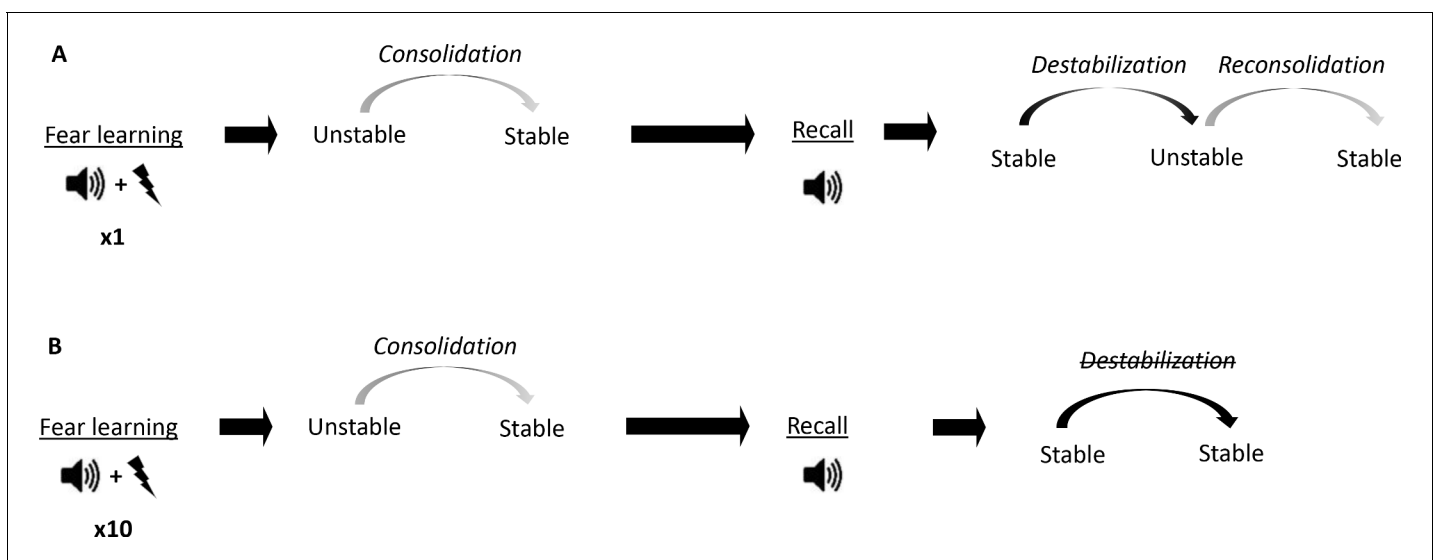 A
Consolidation
Destabilization Reconsolidation
Fear learning
Unstable
Stable
Recall
Stable
Unstable
Stable
+
x1
B
Consolidation
Destabilization
Fear learning
Unstable
Stable
Recall
Stable
Stable
+
x10